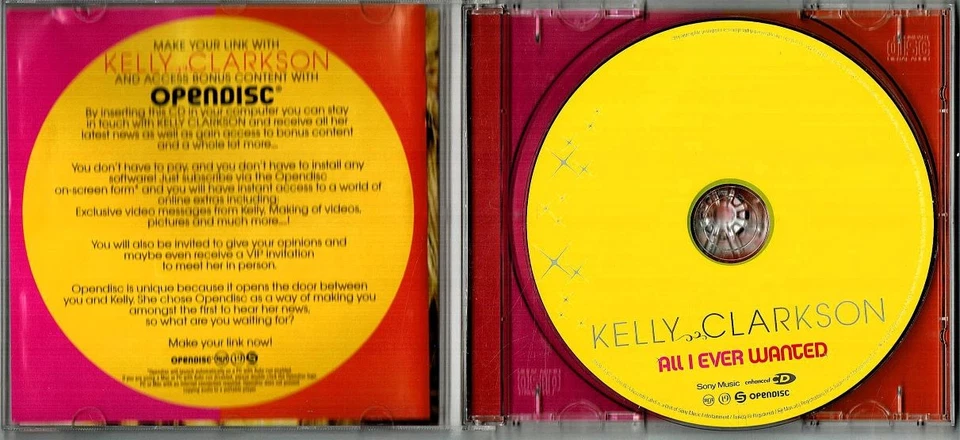 MAKE YOUR LINK WITH
KELLY CLARKSON
AND ACCESS BONUS CONTENT WITH
OPENDISC®
By inserting this CD in your computer you can stay
in touch with KELLY CLARKSON and receive all her
latest news as well as gain access to bonus content
and a whole lot more...
You don't have to pay, and you don't have to install any
software! Just subscribe via the Opendisc
on-screen form* and you will have instant access to a world of
online extras including:
Exclusive video messages from Kelly, Making of videos,
pictures and much more...!
You will also be invited to give your opinions and
maybe even receive a VIP invitation
to meet her in person.
Opendisc is unique because it opens the door between
you and Kelly. She chose Opendisc as a way of making you
amongst the first to hear her news,
so what are you waiting for?
Make your link now!
OPENDISC RCA 19 S
KELLY CLARKSON
ALL I EVER WANTED
Sony Music enhanced CD
RCA 19 S OPENDISC
disc